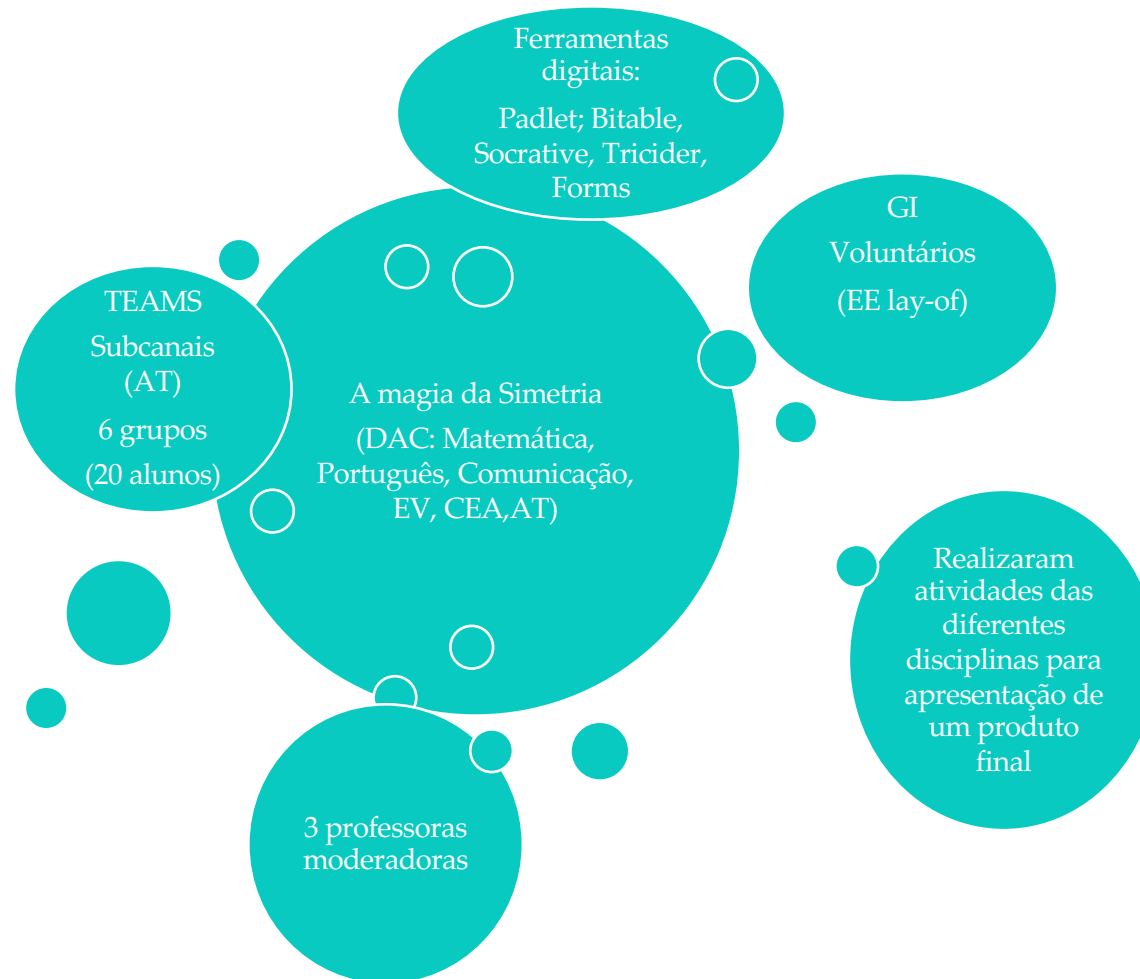 Ferramentas
digitais:
Padlet; Bitable,
Socrative, Tricider,
Forms
GI
Voluntários
(EE lay-of)
TEAMS
Subcanais
(AT)
6 grupos
(20 alunos)
A magia da Simetria
(DAC: Matemática,
Português, Comunicação,
EV, CEA,AT)
Realizaram
atividades das
diferentes
disciplinas para
apresentação de
um produto
final
3 professoras
moderadoras